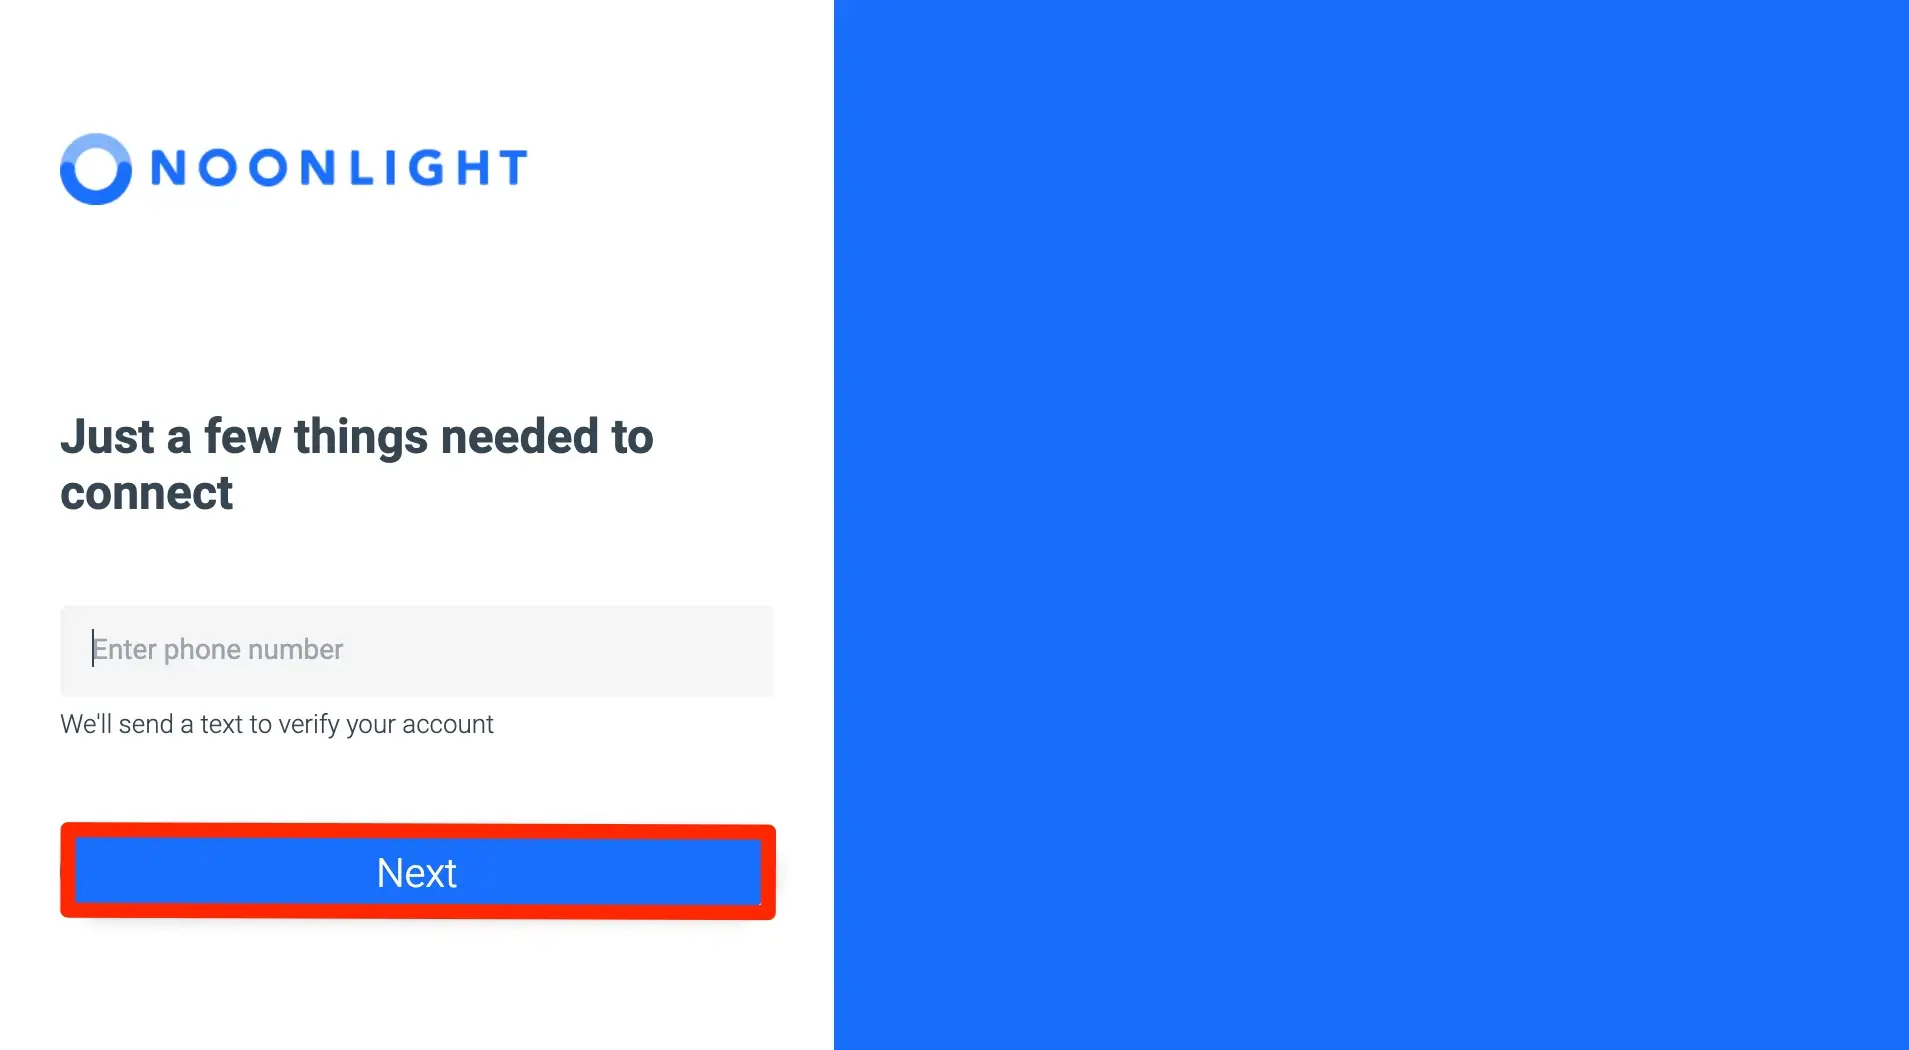 NOONLIGHT
Just a few things needed to
connect
Enter phone number
We'll send a text to verify your account
Next